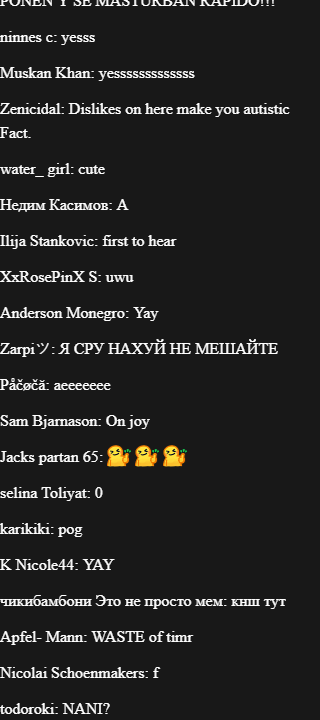 PONEN Y SE MASTURBAN RAPIDO!!!
ninnes c: yesss
Muskan Khan: yesssssssssssss
Zenicidal: Dislikes on here make you autistic
Fact.
water_ girl: cute
Недим Касимов: А
Ilija Stankovic: first to hear
XxRosePinX S: uwu
Anderson Monegro: Yay
Zarpiツ: Я СРУ НАХУЙ НЕ МЕШАЙТЕ
Påčøčă: aeeeeeee
Sam Bjarnason: On joy
Jacks partan 65:
selina Toliyat: 0
karikiki: pog
K Nicole44: YAY
чикибамбони Это не просто мем: кнш тут
Apfel- Mann: WASTE of timr
Nicolai Schoenmakers: f
todoroki: NANI?